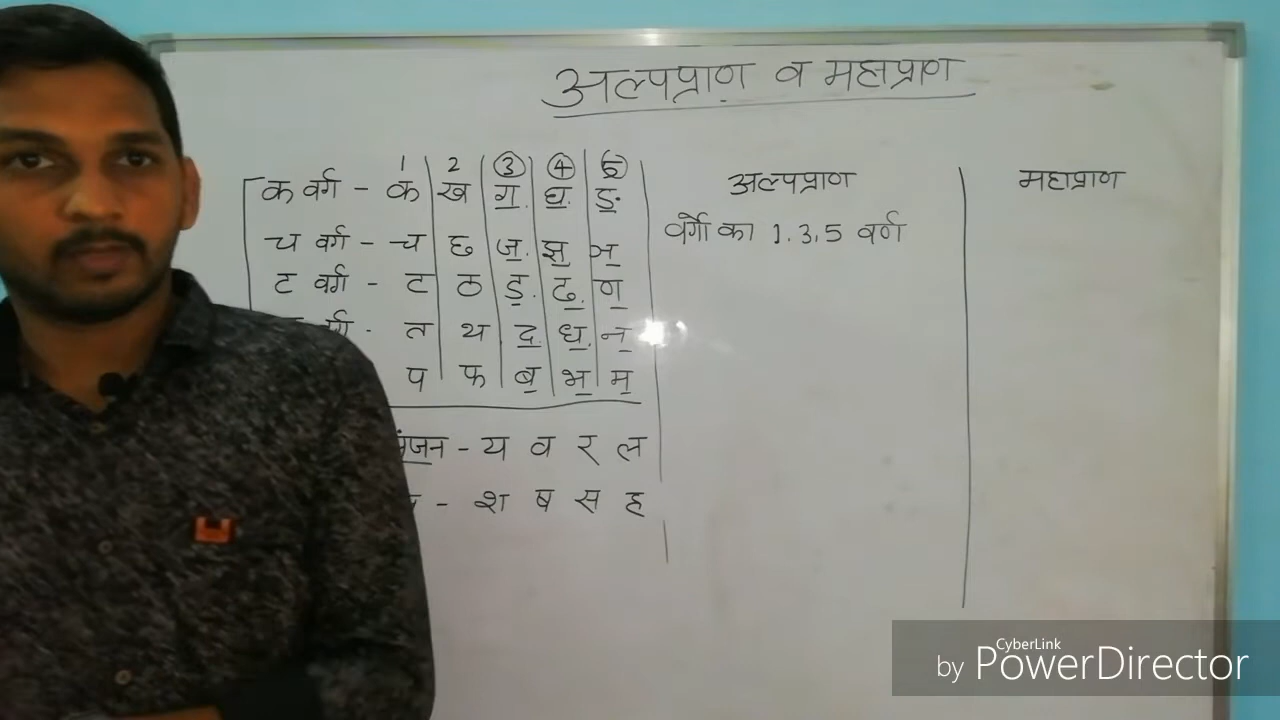 अल्पप्राण व महाप्राण
1 2 3 4 5
क वर्ग - क ख ग घ ङ
च वर्ग - च छ ज झ ञ
ट वर्ग - ट ठ ड़ ढ़ ण
त थ द ध न
प फ ब भ म
- य व र ल
- श ष स ह
अल्पप्राण
वर्गो का 1, 3, 5 वर्ण
महाप्राण
CyberLink
by PowerDirector